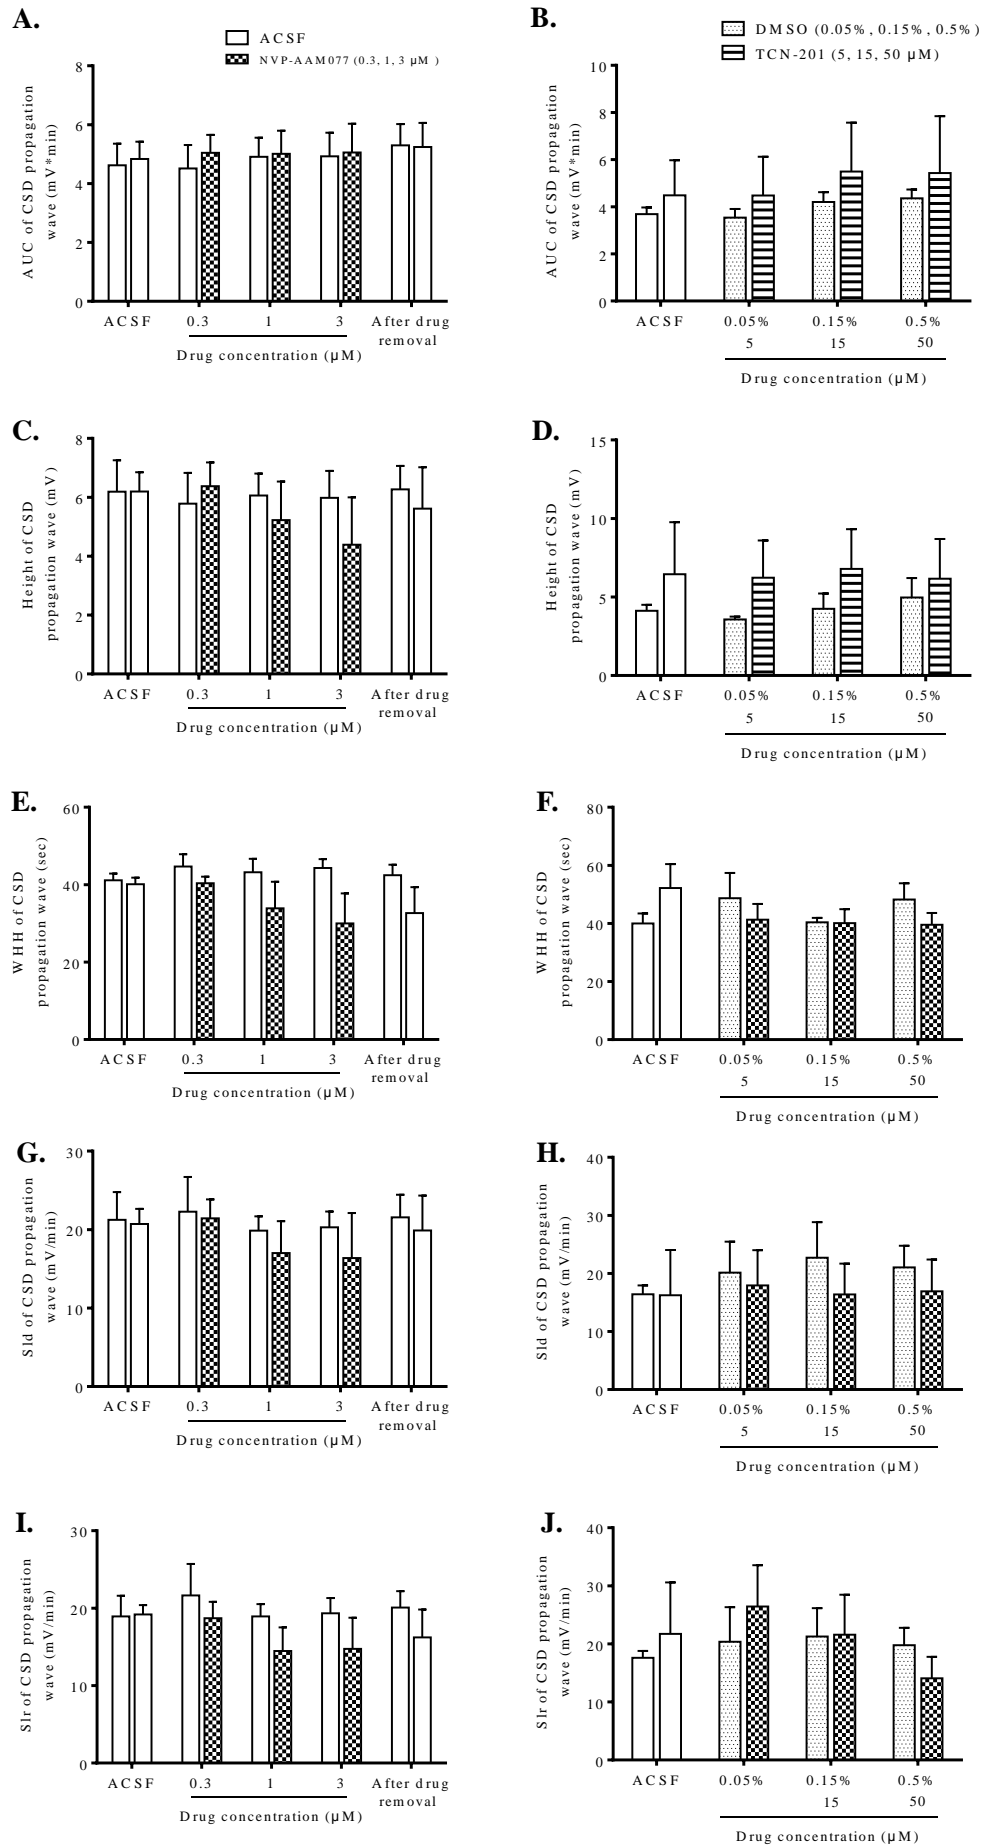 A.
ACSF
NVP-AAM077 (0.3, 1, 3 µM )
AUC of CSD propagation
wave (mV*min)
8
6
4
2
0
ACSF
0.3
1
3
After drug
removal
Drug concentration (µM)
B.
DMSO (0.05%, 0.15%, 0.5%)
TCN-201 (5, 15, 50 µM)
AUC of CSD propagation
wave (mV*min)
10
8
6
4
2
0
ACSF
0.05%
0.15%
0.5%
5
15
50
Drug concentration (µM)
C.
Height of CSD
propagation wave (mV)
8
6
4
2
0
ACSF
0.3
1
3
After drug
removal
Drug concentration (µM)
D.
Height of CSD
propagation wave (mV)
15
10
5
0
ACSF
0.05%
0.15%
0.5%
5
15
50
Drug concentration (µM)
E.
WHH of CSD
propagation wave (sec)
60
40
20
0
ACSF
0.3
1
3
After drug
removal
Drug concentration (µM)
F.
WHH of CSD
propagation wave (sec)
80
60
40
20
0
ACSF
0.05%
0.15%
0.5%
5
15
50
Drug concentration (µM)
G.
Sld of CSD propagation
wave (mV/min)
30
20
10
0
ACSF
0.3
1
3
After drug
removal
Drug concentration (µM)
H.
Sld of CSD propagation
wave (mV/min)
40
30
20
10
0
ACSF
0.05%
0.15%
0.5%
5
15
50
Drug concentration (µM)
I.
Slr of CSD propagation
wave (mV/min)
30
20
10
0
ACSF
0.3
1
3
After drug
removal
Drug concentration (µM)
J.
Slr of CSD propagation
wave (mV/min)
40
30
20
10
0
ACSF
0.05%
0.15%
0.5%
15
50
Drug concentration (µM)